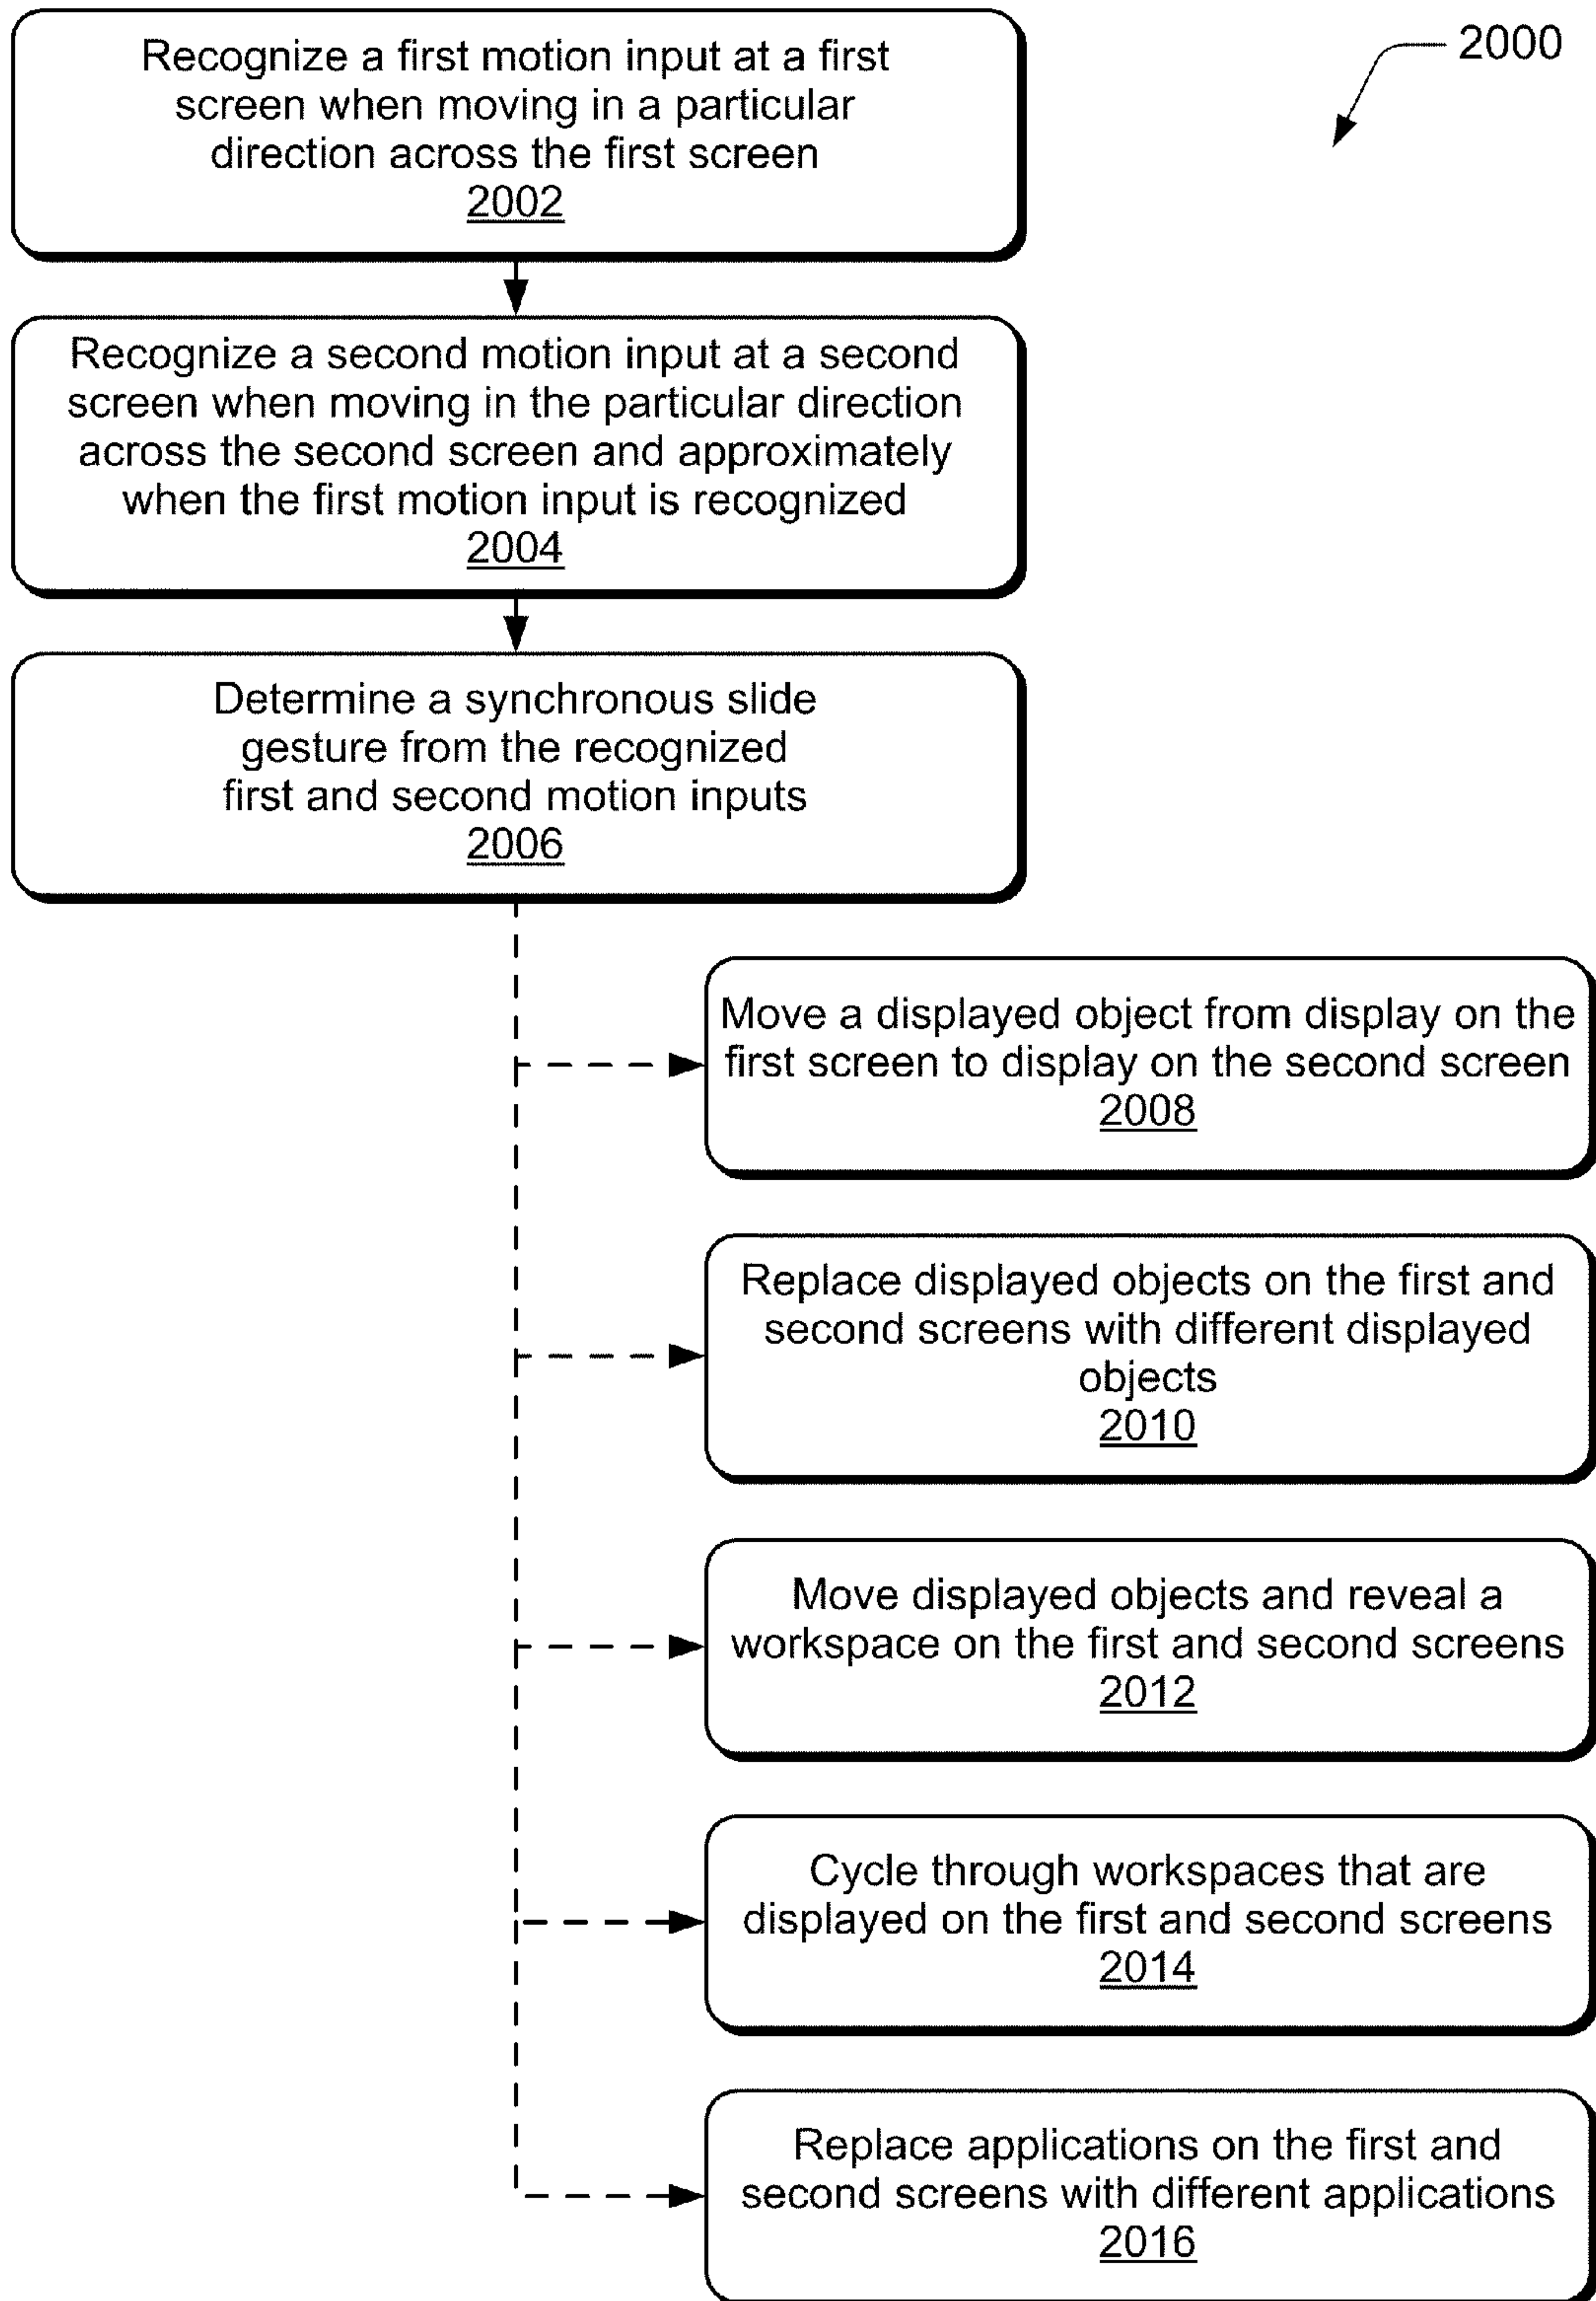 2000
Recognize a first motion input at a first
screen when moving in a particular
direction across the first screen
2002
Recognize a second motion input at a second
screen when moving in the particular direction
across the second screen and approximately
when the first motion input is recognized
2004
Determine a synchronous slide
gesture from the recognized
first and second motion inputs
2006
Move a displayed object from display on the
first screen to display on the second screen
2008
Replace displayed objects on the first and
second screens with different displayed
objects
2010
Move displayed objects and reveal a
workspace on the first and second screens
2012
Cycle through workspaces that are
displayed on the first and second screens
2014
Replace applications on the first and
second screens with different applications
2016